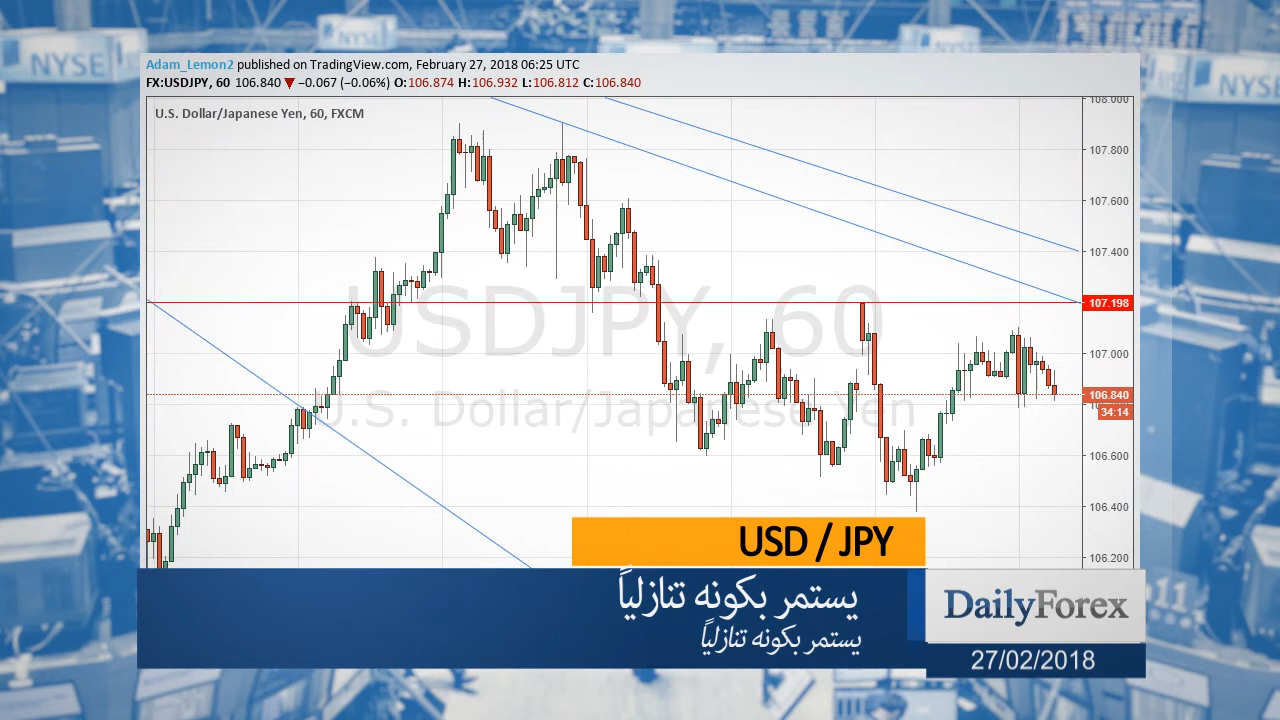 NYSE
NYSE
NYSE
NYSE
Adam_Lemon2 published on TradingView.com, February 27, 2018 06:25 UTC
FX:USDJPY, 60 106.840 ▼ −0.067 (−0.06%) O:106.874 H:106.932 L:106.812 C:106.840
U.S. Dollar/Japanese Yen, 60, FXCM
108.000
107.800
107.600
107.400
USDJPY, 60
107.198
107.000
U.S. Dollar/Japanese Yen
106.840
34:14
106.600
106.400
106.200
USD / JPY
يستمر بكونه تنازلياً
يستمر بكونه تنازلياً
DailyForex
27/02/2018